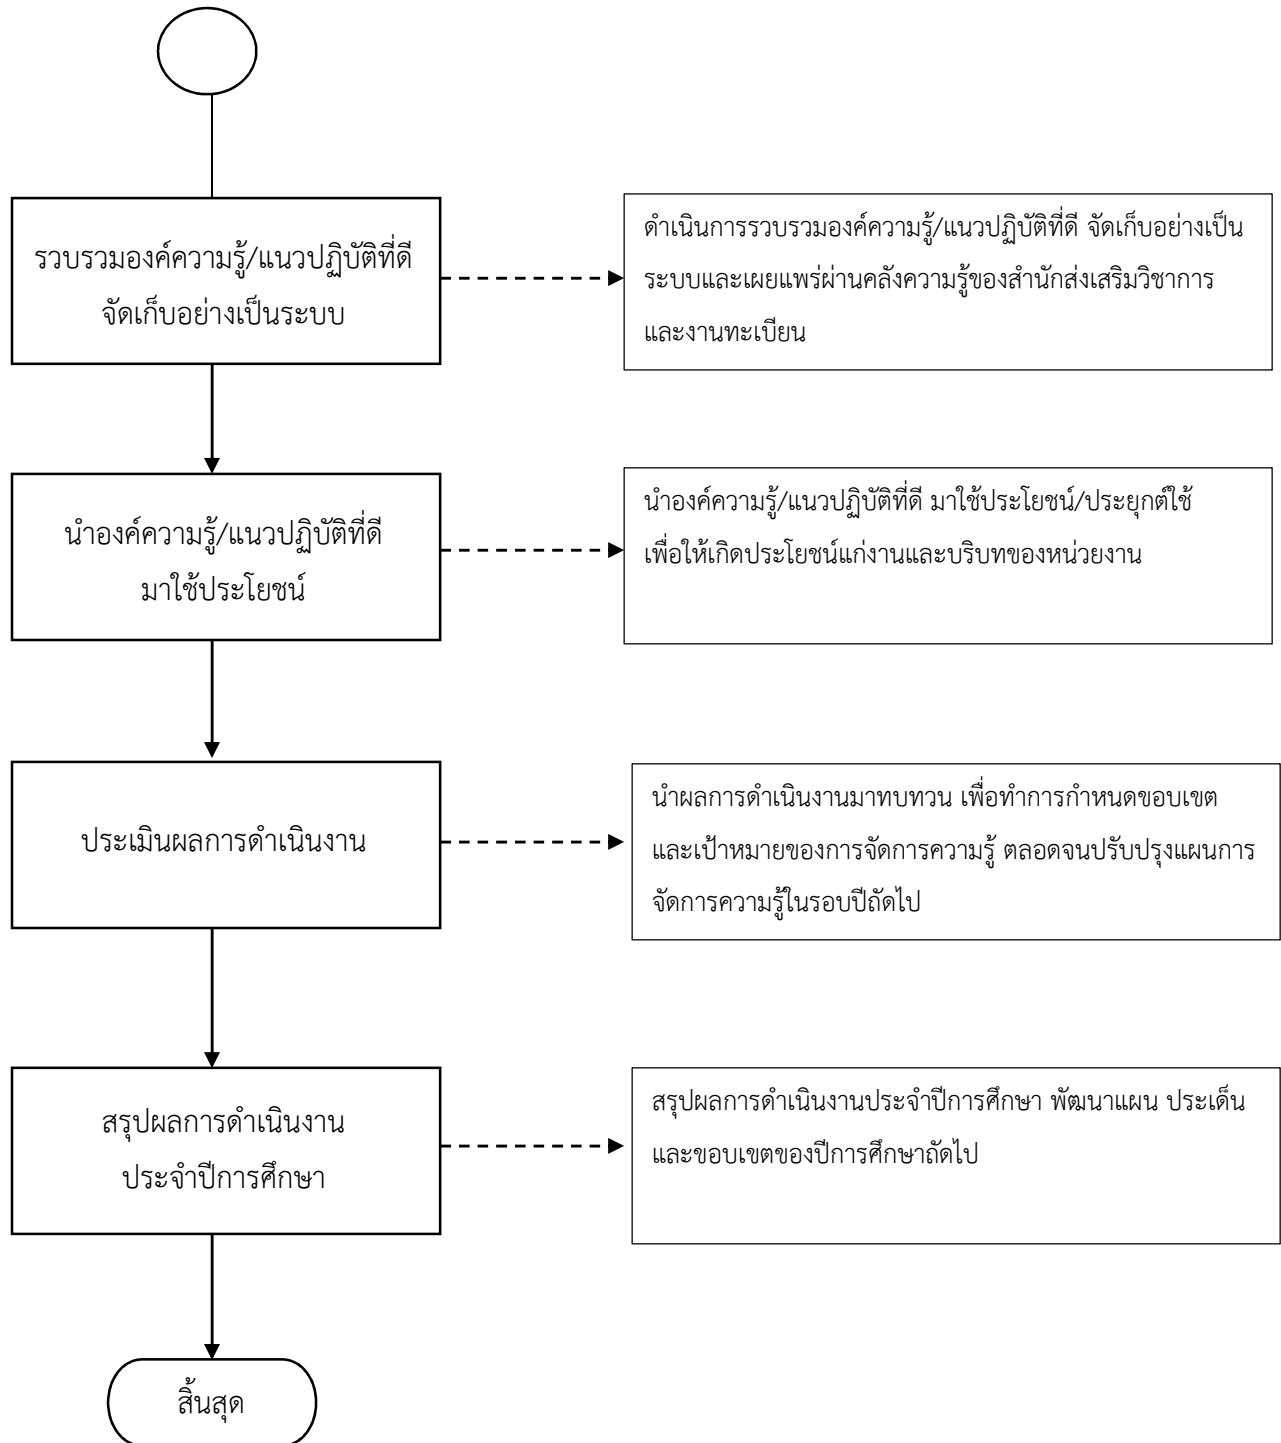 รวบรวมองค์ความรู้/แนวปฏิบัติที่ดี
จัดเก็บอย่างเป็นระบบ
ดำเนินการรวบรวมองค์ความรู้/แนวปฏิบัติที่ดี จัดเก็บอย่างเป็น
ระบบและเผยแพร่ผ่านคลังความรู้ของสำนักส่งเสริมวิชาการ
และงานทะเบียน
นำองค์ความรู้/แนวปฏิบัติที่ดี
มาใช้ประโยชน์
นำองค์ความรู้/แนวปฏิบัติที่ดี มาใช้ประโยชน์/ประยุกต์ใช้
เพื่อให้เกิดประโยชน์แก่งานและบริบทของหน่วยงาน
ประเมินผลการดำเนินงาน
นำผลการดำเนินงานมาทบทวน เพื่อทำการกำหนดขอบเขต
และเป้าหมายของการจัดการความรู้ ตลอดจนปรับปรุงแผนการ
จัดการความรู้ในรอบปีถัดไป
สรุปผลการดำเนินงาน
ประจำปีการศึกษา
สรุปผลการดำเนินงานประจำปีการศึกษา พัฒนาแผน ประเด็น
และขอบเขตของปีการศึกษาถัดไป
สิ้นสุด